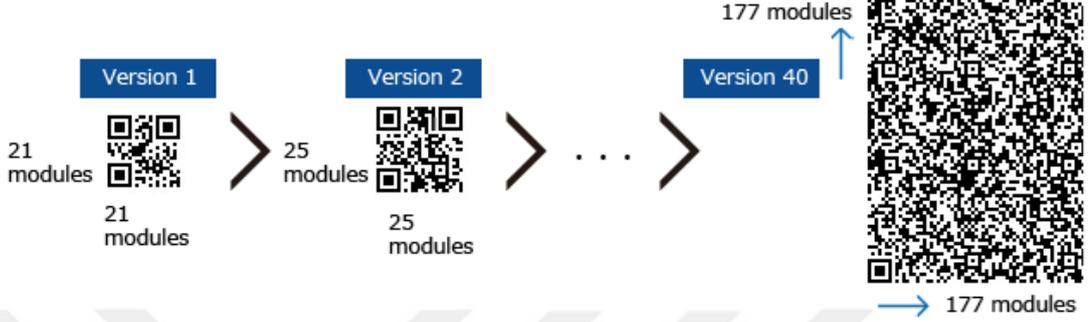 177 modules
Version 1
Version 2
Version 40
21
modules
25
modules
. . .
21
modules
25
modules
177 modules